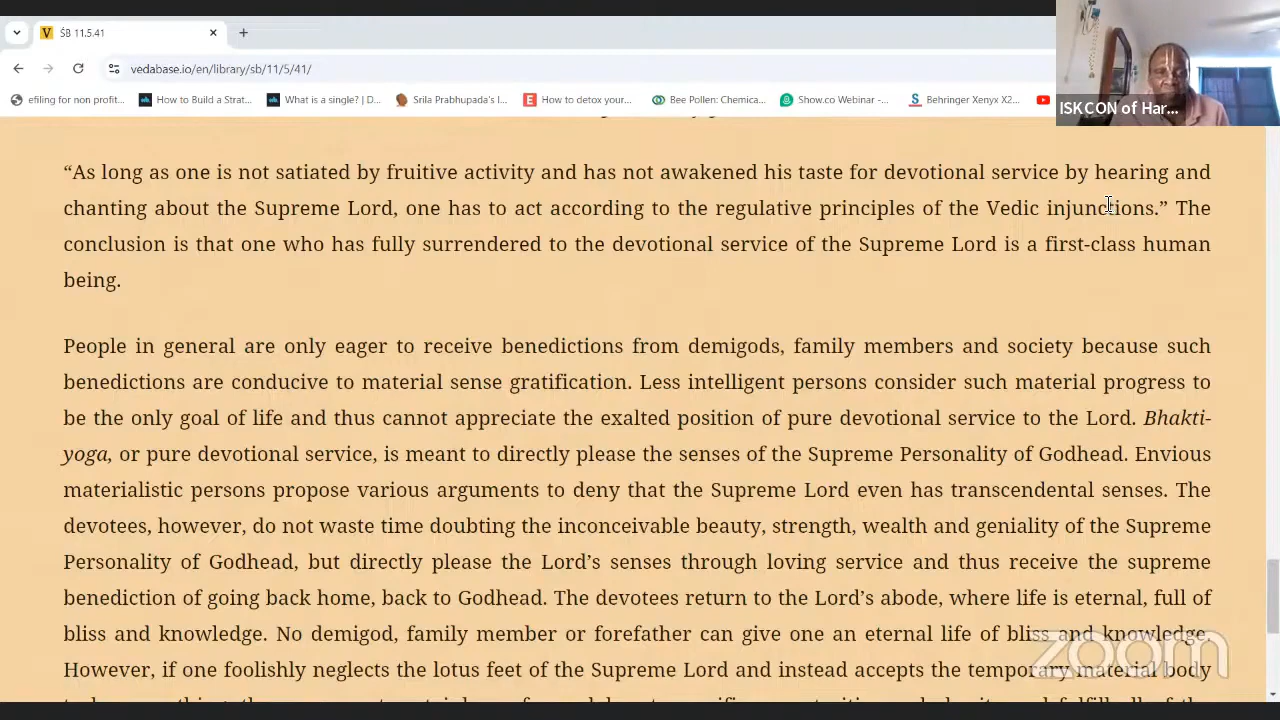 ŚB 11.5.41
vedabase.io/en/library/sb/11/5/41/
efiling for non profit... How to Build a Strat... What is a single? | D... Srila Prabhupada's I... How to detox your... Bee Pollen: Chemica... Show.co Webinar -... Behringer Xenyx X2...
ISKCON of Har...
“As long as one is not satiated by fruitive activity and has not awakened his taste for devotional service by hearing and
chanting about the Supreme Lord, one has to act according to the regulative principles of the Vedic injunctions.” The
conclusion is that one who has fully surrendered to the devotional service of the Supreme Lord is a first-class human
being.
People in general are only eager to receive benedictions from demigods, family members and society because such
benedictions are conducive to material sense gratification. Less intelligent persons consider such material progress to
be the only goal of life and thus cannot appreciate the exalted position of pure devotional service to the Lord. Bhakti-
yoga, or pure devotional service, is meant to directly please the senses of the Supreme Personality of Godhead. Envious
materialistic persons propose various arguments to deny that the Supreme Lord even has transcendental senses. The
devotees, however, do not waste time doubting the inconceivable beauty, strength, wealth and geniality of the Supreme
Personality of Godhead, but directly please the Lord’s senses through loving service and thus receive the supreme
benediction of going back home, back to Godhead. The devotees return to the Lord’s abode, where life is eternal, full of
bliss and knowledge. No demigod, family member or forefather can give one an eternal life of bliss and knowledge.
However, if one foolishly neglects the lotus feet of the Supreme Lord and instead accepts the temporary material body
zoom